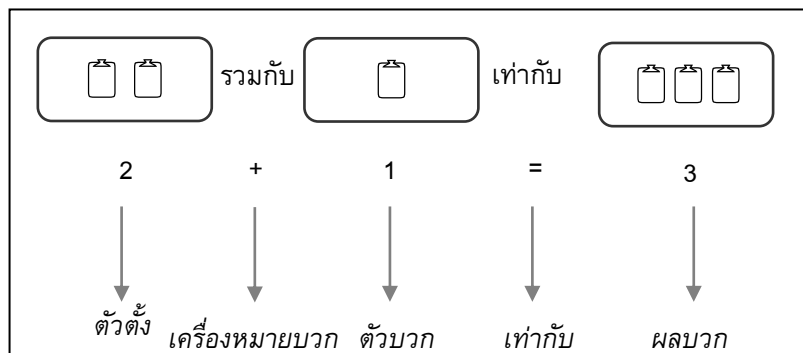 รวมกับ เท่ากับ
2 + 1 = 3
ตัวตั้ง เครื่องหมายบวก ตัวบวก เท่ากับ ผลบวก